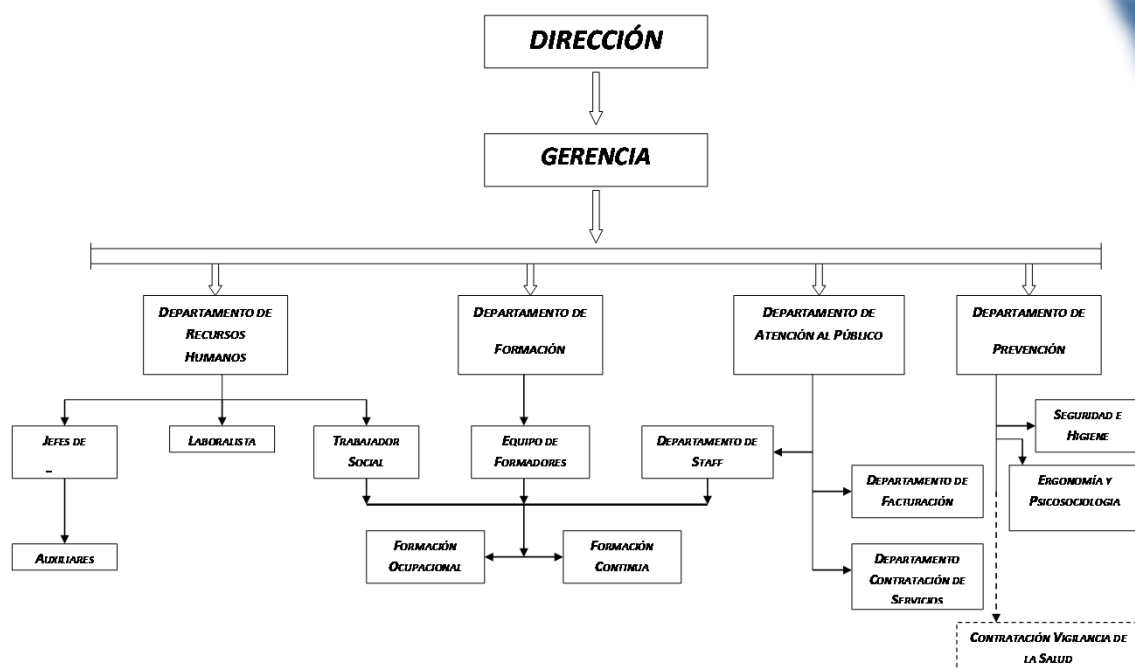 DIRECCIÓN
GERENCIA
DEPARTAMENTO DE
RECURSOS
HUMANOS
DEPARTAMENTO DE
FORMACIÓN
DEPARTAMENTO DE
ATENCIÓN AL PÚBLICO
DEPARTAMENTO DE
PREVENCIÓN
JEFES DE
LABORALISTA
TRABAJADOR
SOCIAL
EQUIPO DE
FORMADORES
DEPARTAMENTO DE
STAFF
SEGURIDAD E
HIGIENE
DEPARTAMENTO DE
FACTURACIÓN
ERGONOMÍA Y
PSICOSOCIOLOGIA
AUXILIARES
FORMACIÓN
OCUPACIONAL
FORMACIÓN
CONTINUA
DEPARTAMENTO
CONTRATACIÓN DE
SERVICIOS
CONTRATACIÓN VIGILANCIA DE
LA SALUD